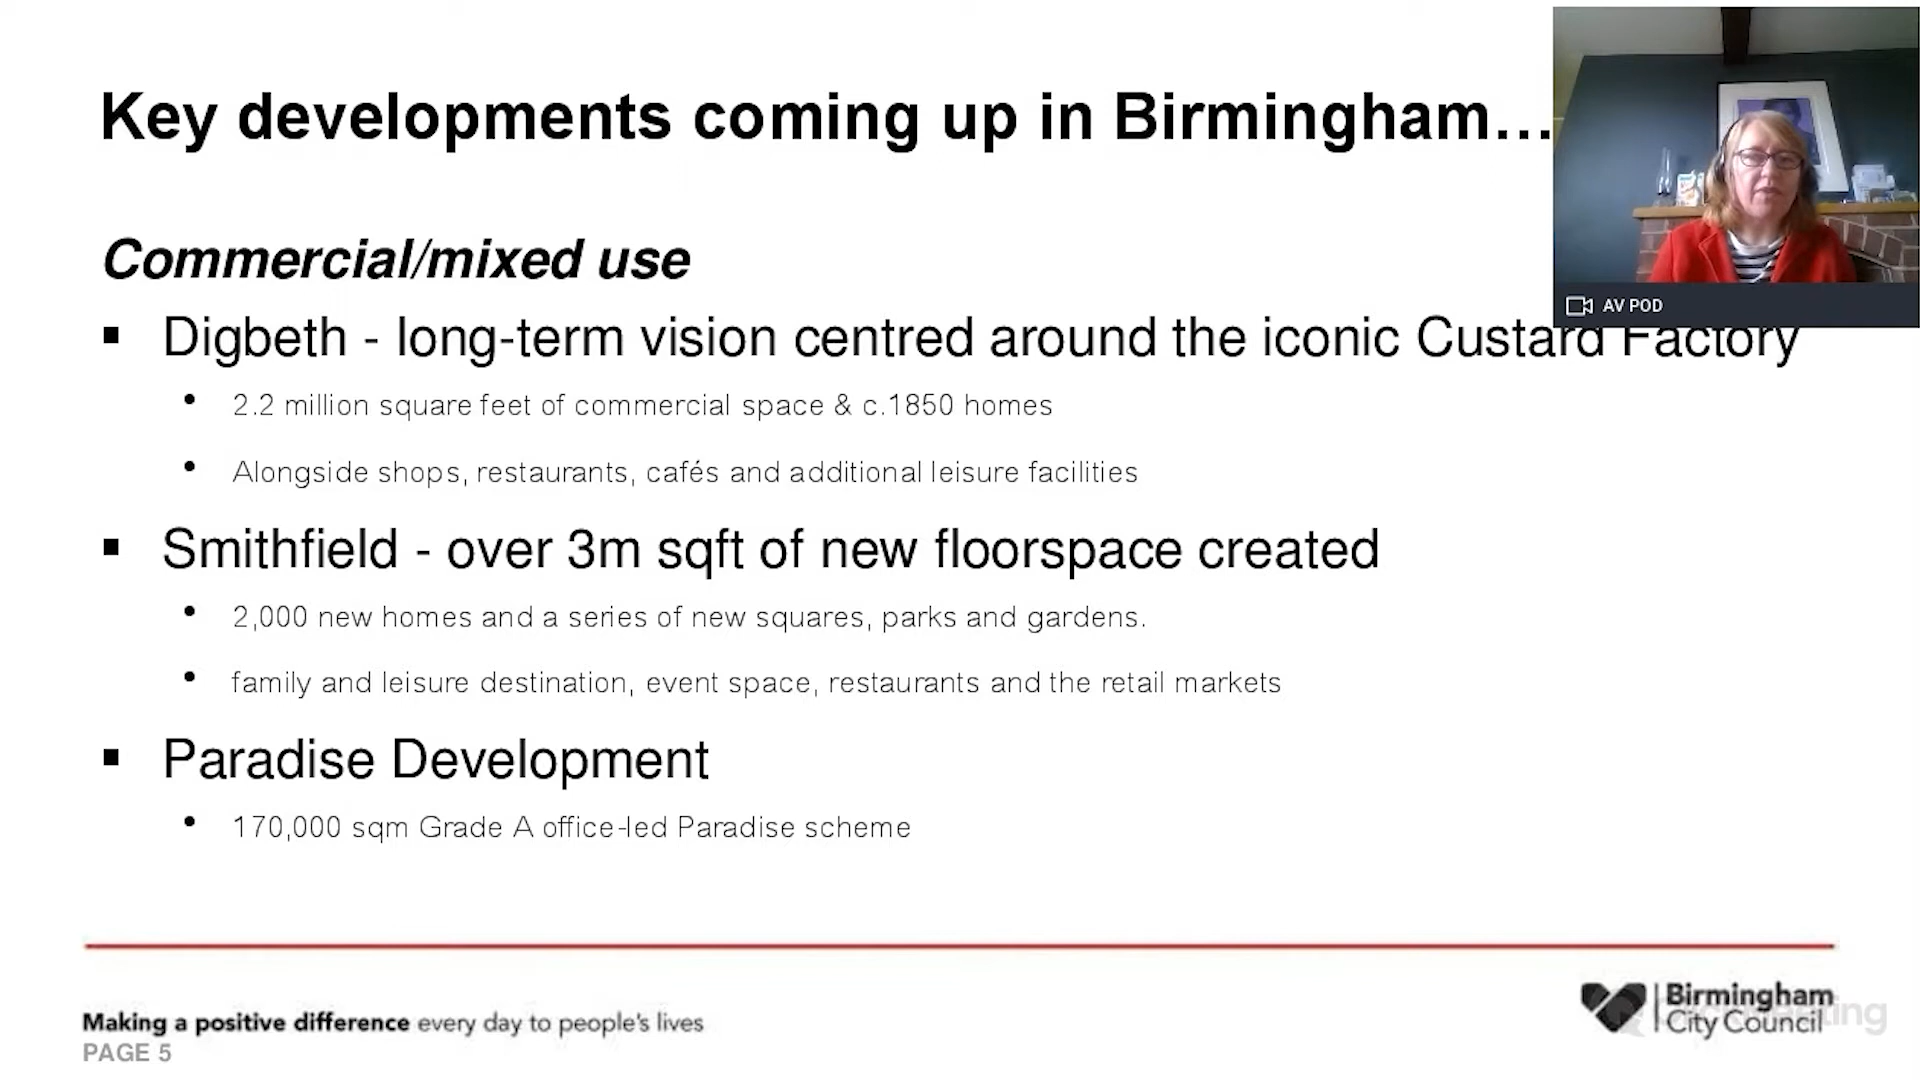 Key developments coming up in Birmingham…
AV POD
Commercial/mixed use
Digbeth - long-term vision centred around the iconic Custard Factory
2.2 million square feet of commercial space & c.1850 homes
Alongside shops, restaurants, cafés and additional leisure facilities
Smithfield - over 3m sqft of new floorspace created
2,000 new homes and a series of new squares, parks and gardens.
family and leisure destination, event space, restaurants and the retail markets
Paradise Development
170,000 sqm Grade A office-led Paradise scheme
Making a positive difference every day to people's lives
PAGE 5
Birmingham
City Council